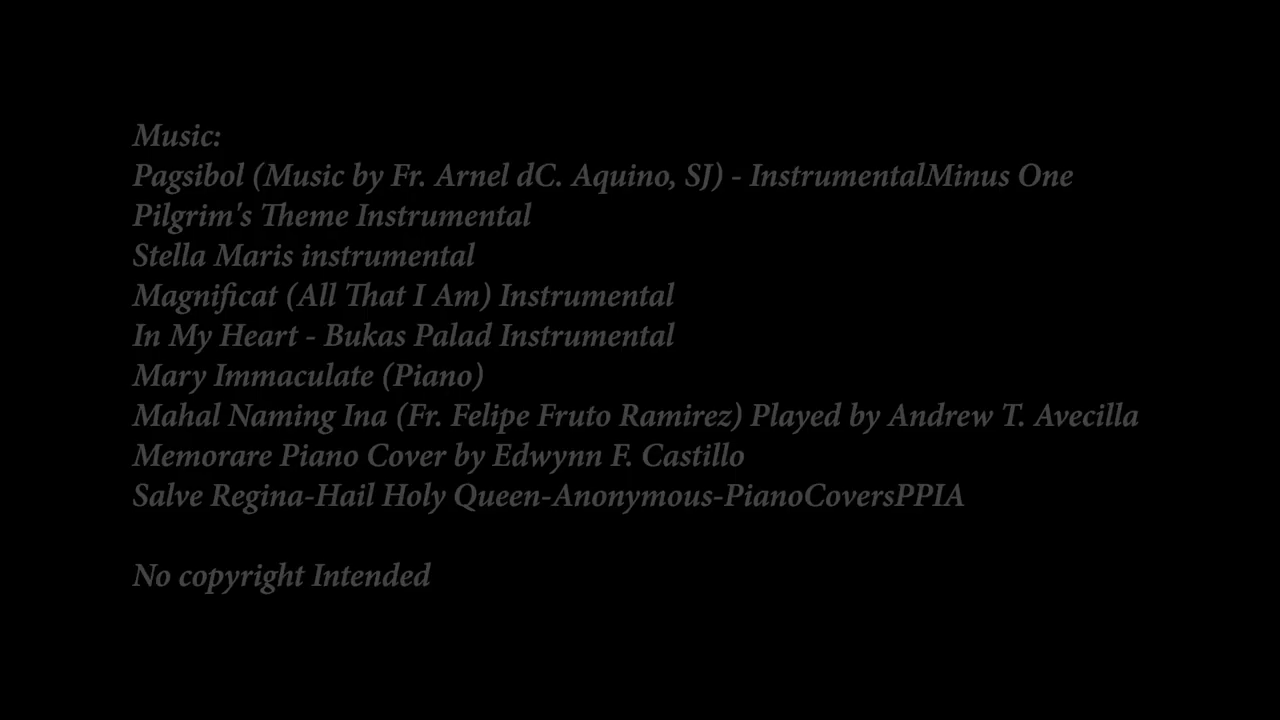 Music:
Pagsibol (Music by Fr. Arnel dC. Aquino, SJ) - InstrumentalMinus One
Pilgrim's Theme Instrumental
Stella Maris instrumental
Magnificat (All That I Am) Instrumental
In My Heart - Bukas Palad Instrumental
Mary Immaculate (Piano)
Mahal Naming Ina (Fr. Felipe Fruto Ramirez) Played by Andrew T. Avecilla
Memorare Piano Cover by Edwynn F. Castillo
Salve Regina-Hail Holy Queen-Anonymous-PianoCoversPPIA
No copyright Intended